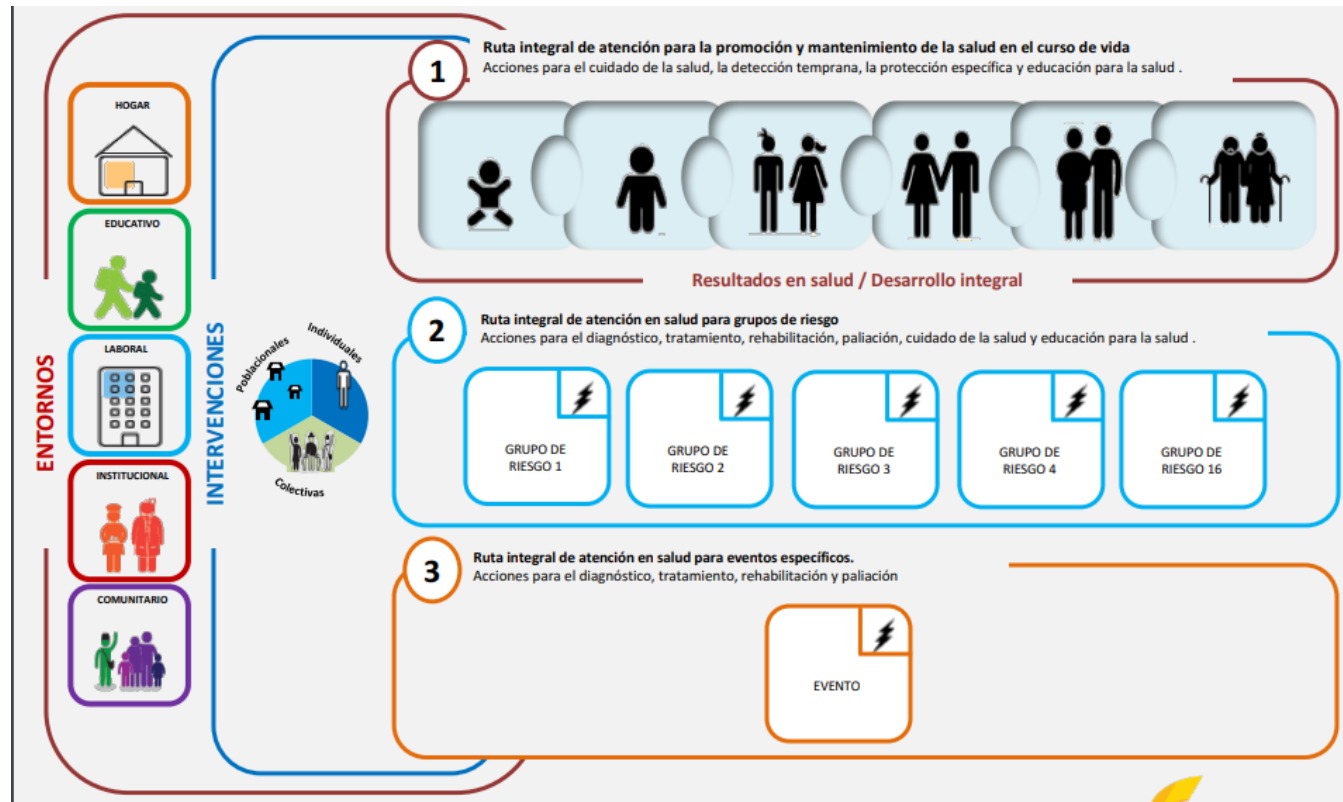 1
Ruta integral de atención para la promoción y mantenimiento de la salud en el curso de vida
Acciones para el cuidado de la salud, la detección temprana, la protección específica y educación para la salud .
Resultados en salud / Desarrollo integral
ENTORNOS
HOGAR
EDUCATIVO
LABORAL
INSTITUCIONAL
COMUNITARIO
INTERVENCIONES
Poblacionales
Individuales
Colectivas
2
Ruta integral de atención en salud para grupos de riesgo
Acciones para el diagnóstico, tratamiento, rehabilitación, paliación, cuidado de la salud y educación para la salud .
GRUPO DE
RIESGO 1
GRUPO DE
RIESGO 2
GRUPO DE
RIESGO 3
GRUPO DE
RIESGO 4
GRUPO DE
RIESGO 16
3
Ruta integral de atención en salud para eventos específicos.
Acciones para el diagnóstico, tratamiento, rehabilitación y paliación
EVENTO